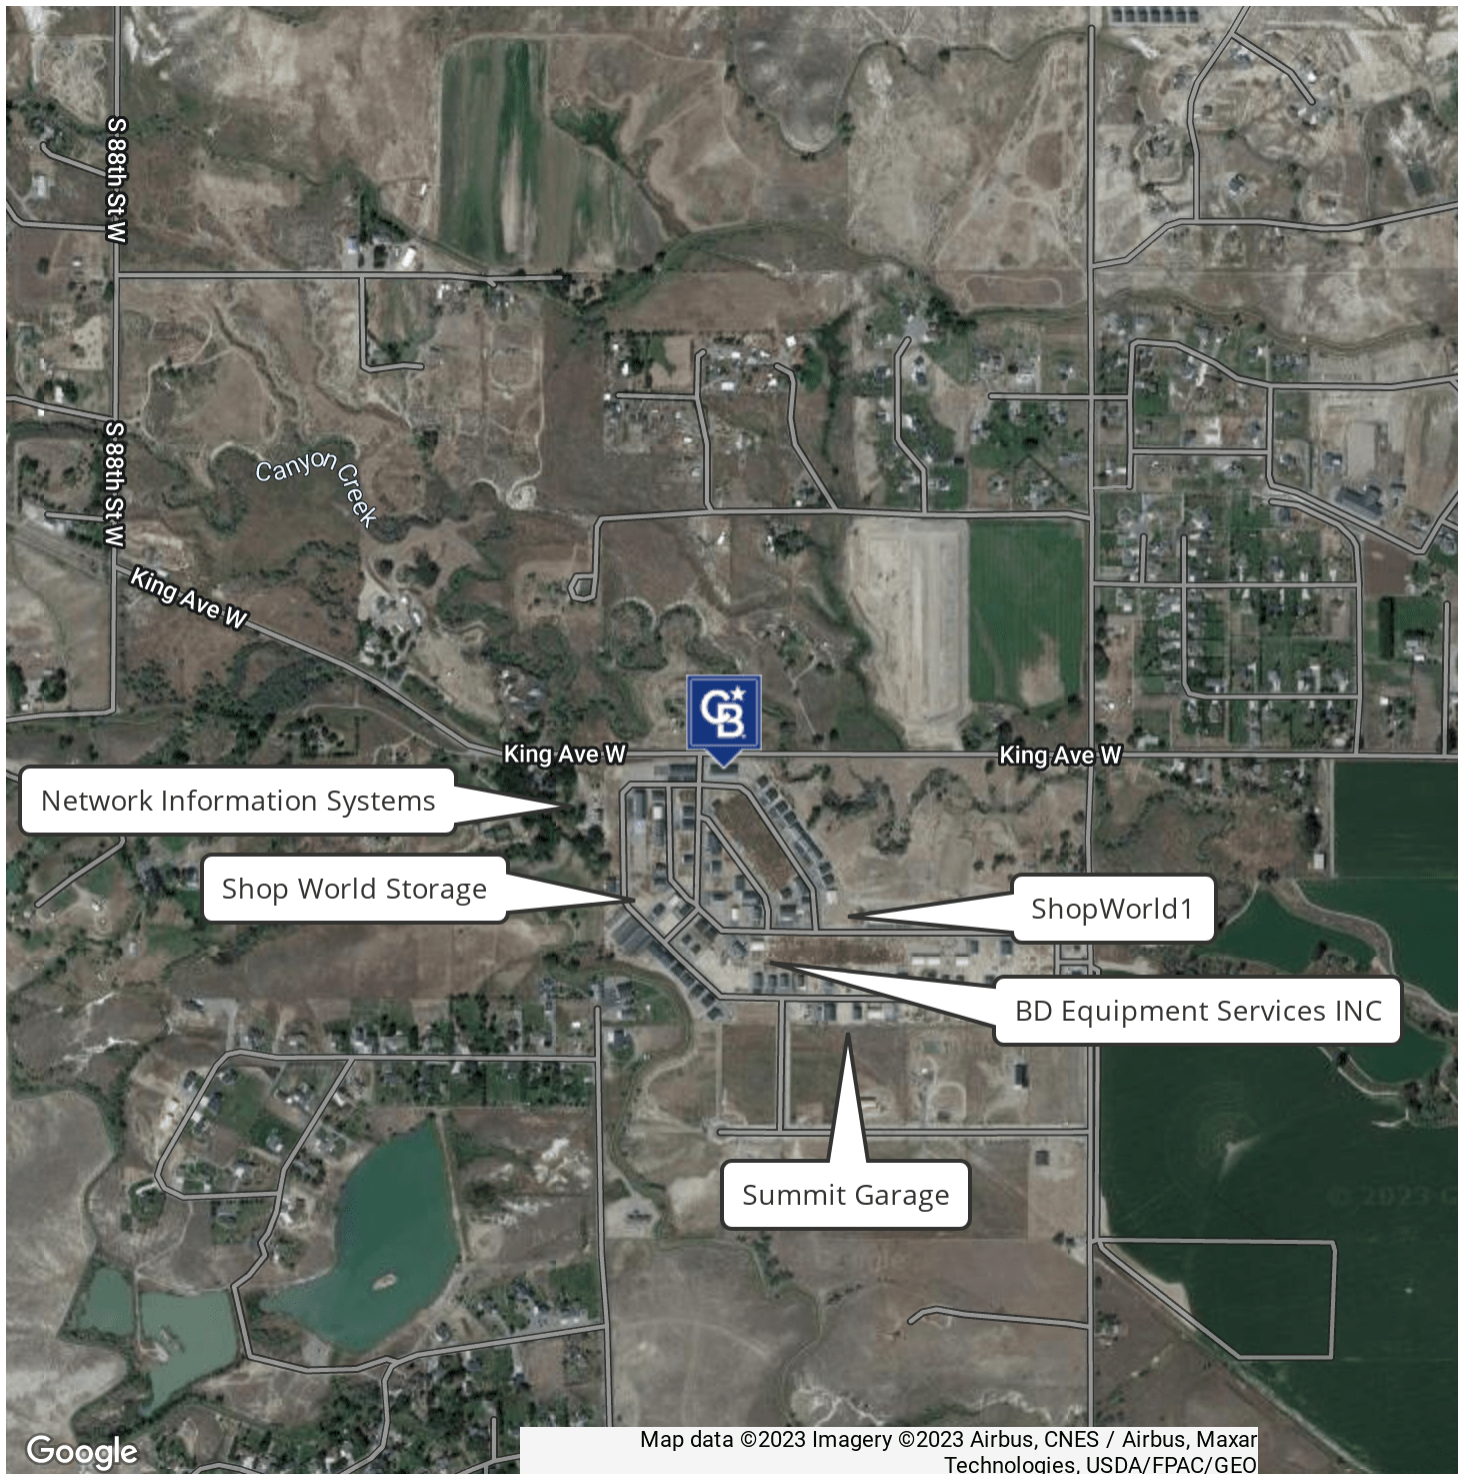 S 88th St W
S 88th St W
Canyon Creek
King Ave W
CB
King Ave W
King Ave W
Network Information Systems
Shop World Storage
ShopWorld1
BD Equipment Services INC
Summit Garage
Google
Map data ©2023 Imagery ©2023 Airbus, CNES / Airbus, Maxar
Technologies, USDA/FPAC/GEO